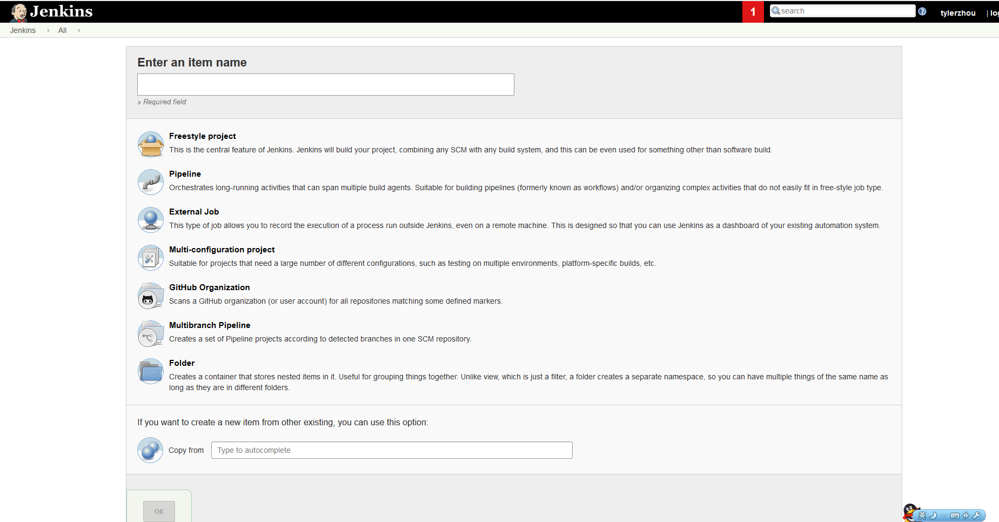 Jenkins
1
search
tylerzhou
| log
Jenkins
All
Enter an item name
» Required field
Freestyle project
This is the central feature of Jenkins. Jenkins will build your project, combining any SCM with any build system, and this can be even used for something other than software build.
Pipeline
Orchestrates long-running activities that can span multiple build agents. Suitable for building pipelines (formerly known as workflows) and/or organizing complex activities that do not easily fit in free-style job type.
External Job
This type of job allows you to record the execution of a process run outside Jenkins, even on a remote machine. This is designed so that you can use Jenkins as a dashboard of your existing automation system.
Multi-configuration project
Suitable for projects that need a large number of different configurations, such as testing on multiple environments, platform-specific builds, etc.
GitHub Organization
Scans a GitHub organization (or user account) for all repositories matching some defined markers.
Multibranch Pipeline
Creates a set of Pipeline projects according to detected branches in one SCM repository.
Folder
Creates a container that stores nested items in it. Useful for grouping things together. Unlike view, which is just a filter, a folder creates a separate namespace, so you can have multiple things of the same name as
long as they are in different folders.
If you want to create a new item from other existing, you can use this option:
Copy from
Type to autocomplete
OK
英